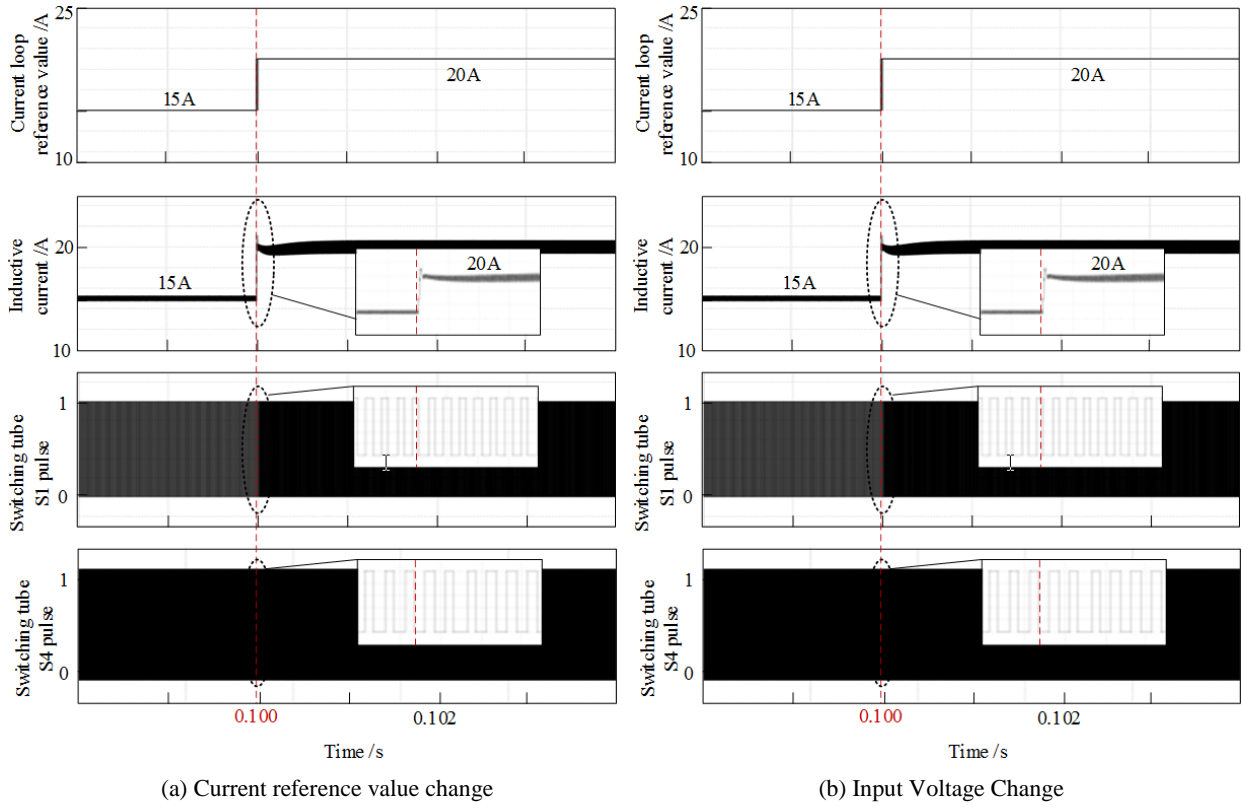 25
Current loop
reference value /A
15A
20A
10
Inductive
current/A
20
15A
20A
10
Switching tube
S1 pulse
1
0
Switching tube
S4 pulse
1
0
0.100
0.102
Time /s
(a) Current reference value change
25
Current loop
reference value /A
15A
20A
10
Inductive
current/A
20
15A
20A
10
Switching tube
S1 pulse
1
0
Switching tube
S4 pulse
1
0
0.100
0.102
Time /s
(b) Input Voltage Change